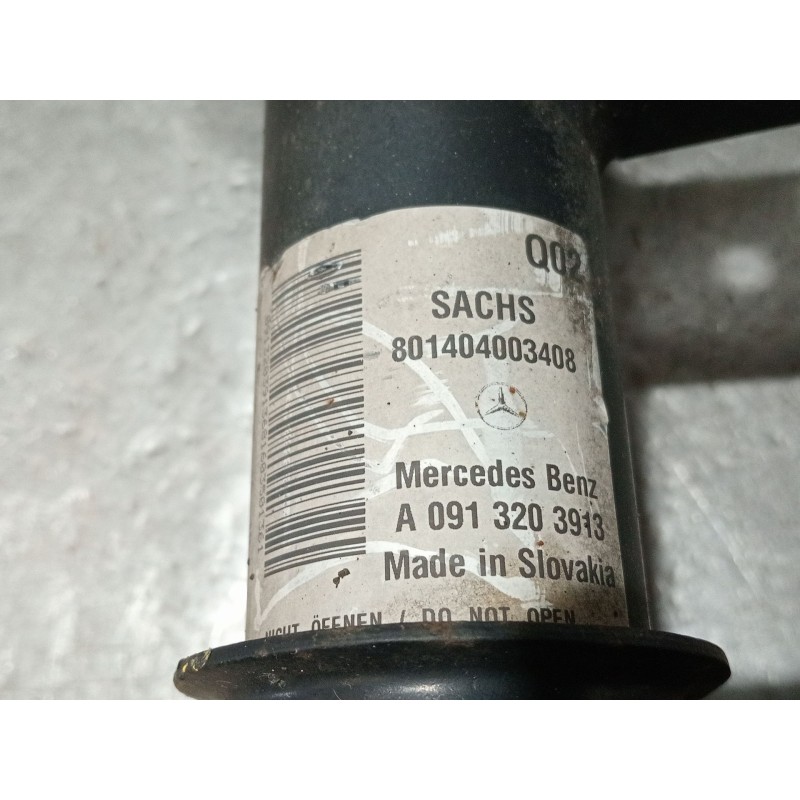 Q02
SACHS
801404003408
Mercedes Benz
A 091 320 3913
Made in Slovakia
NICHT ÖFFNEN / DO NOT OPEN